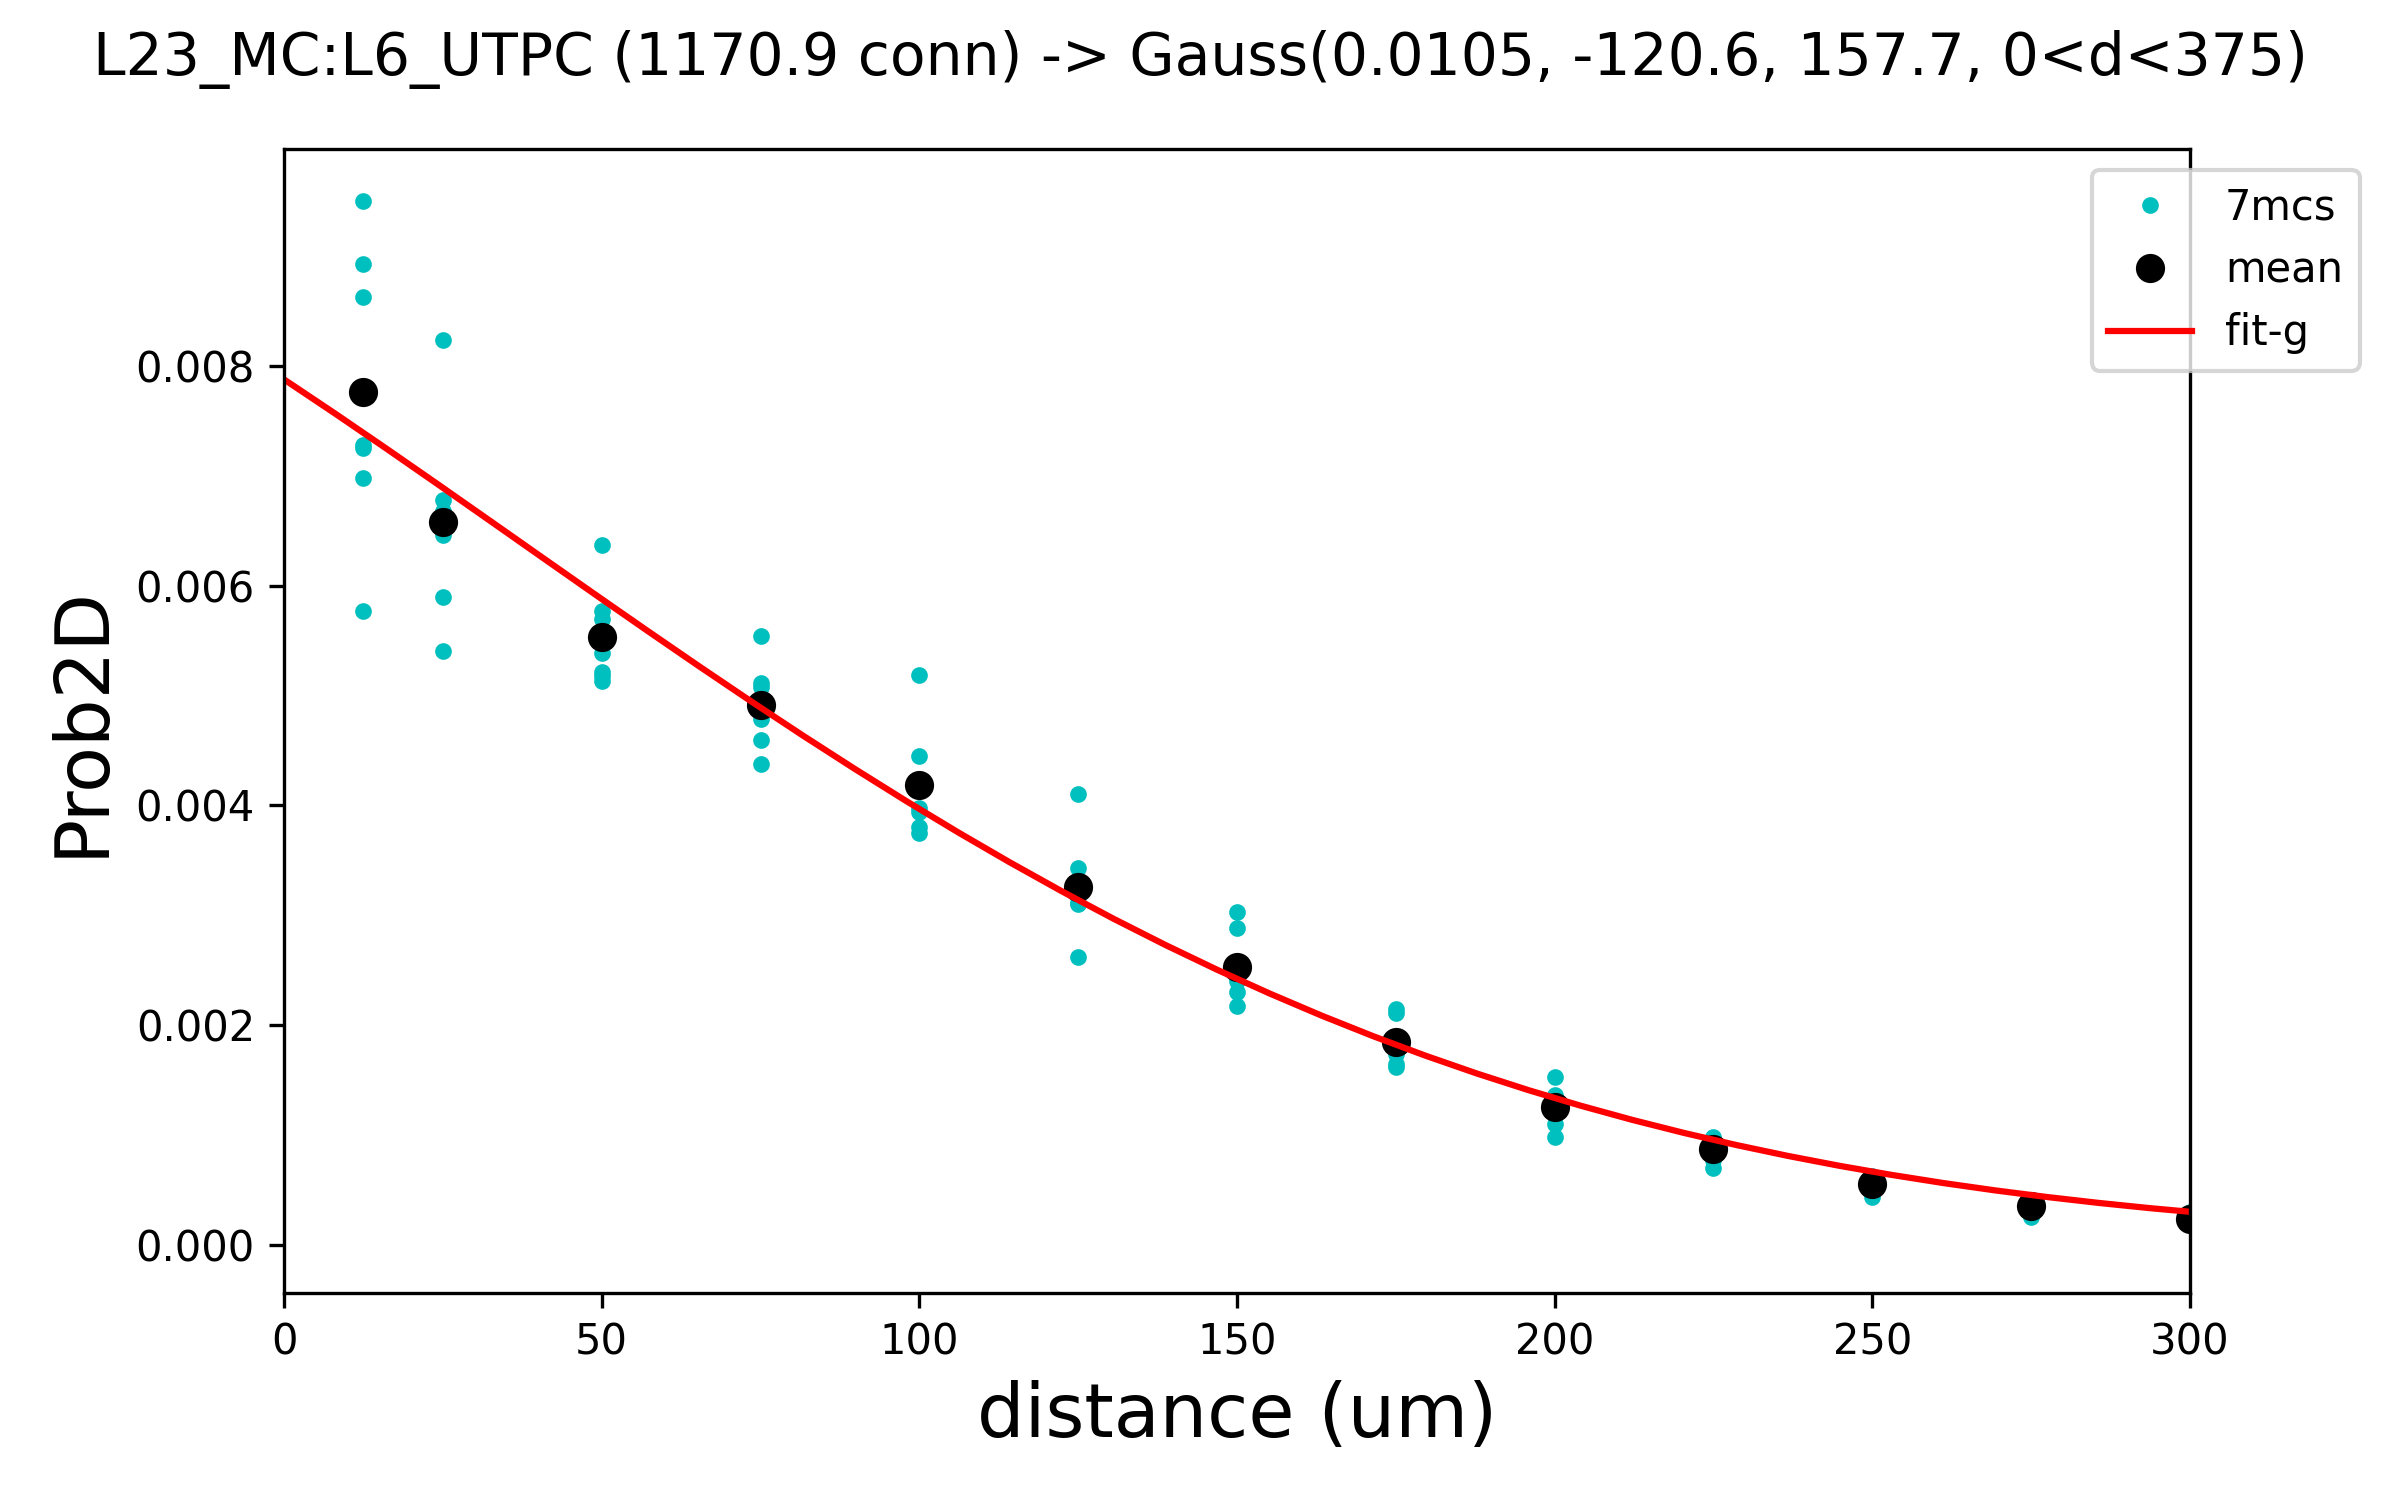 L23_MC:L6_UTPC (1170.9 conn) -> Gauss(0.0105, -120.6, 157.7, 0<d<375)
7mcs
mean
fit-g
Prob2D
0.008
0.006
0.004
0.002
0.000
0 50 100 150 200 250 300
distance (um)